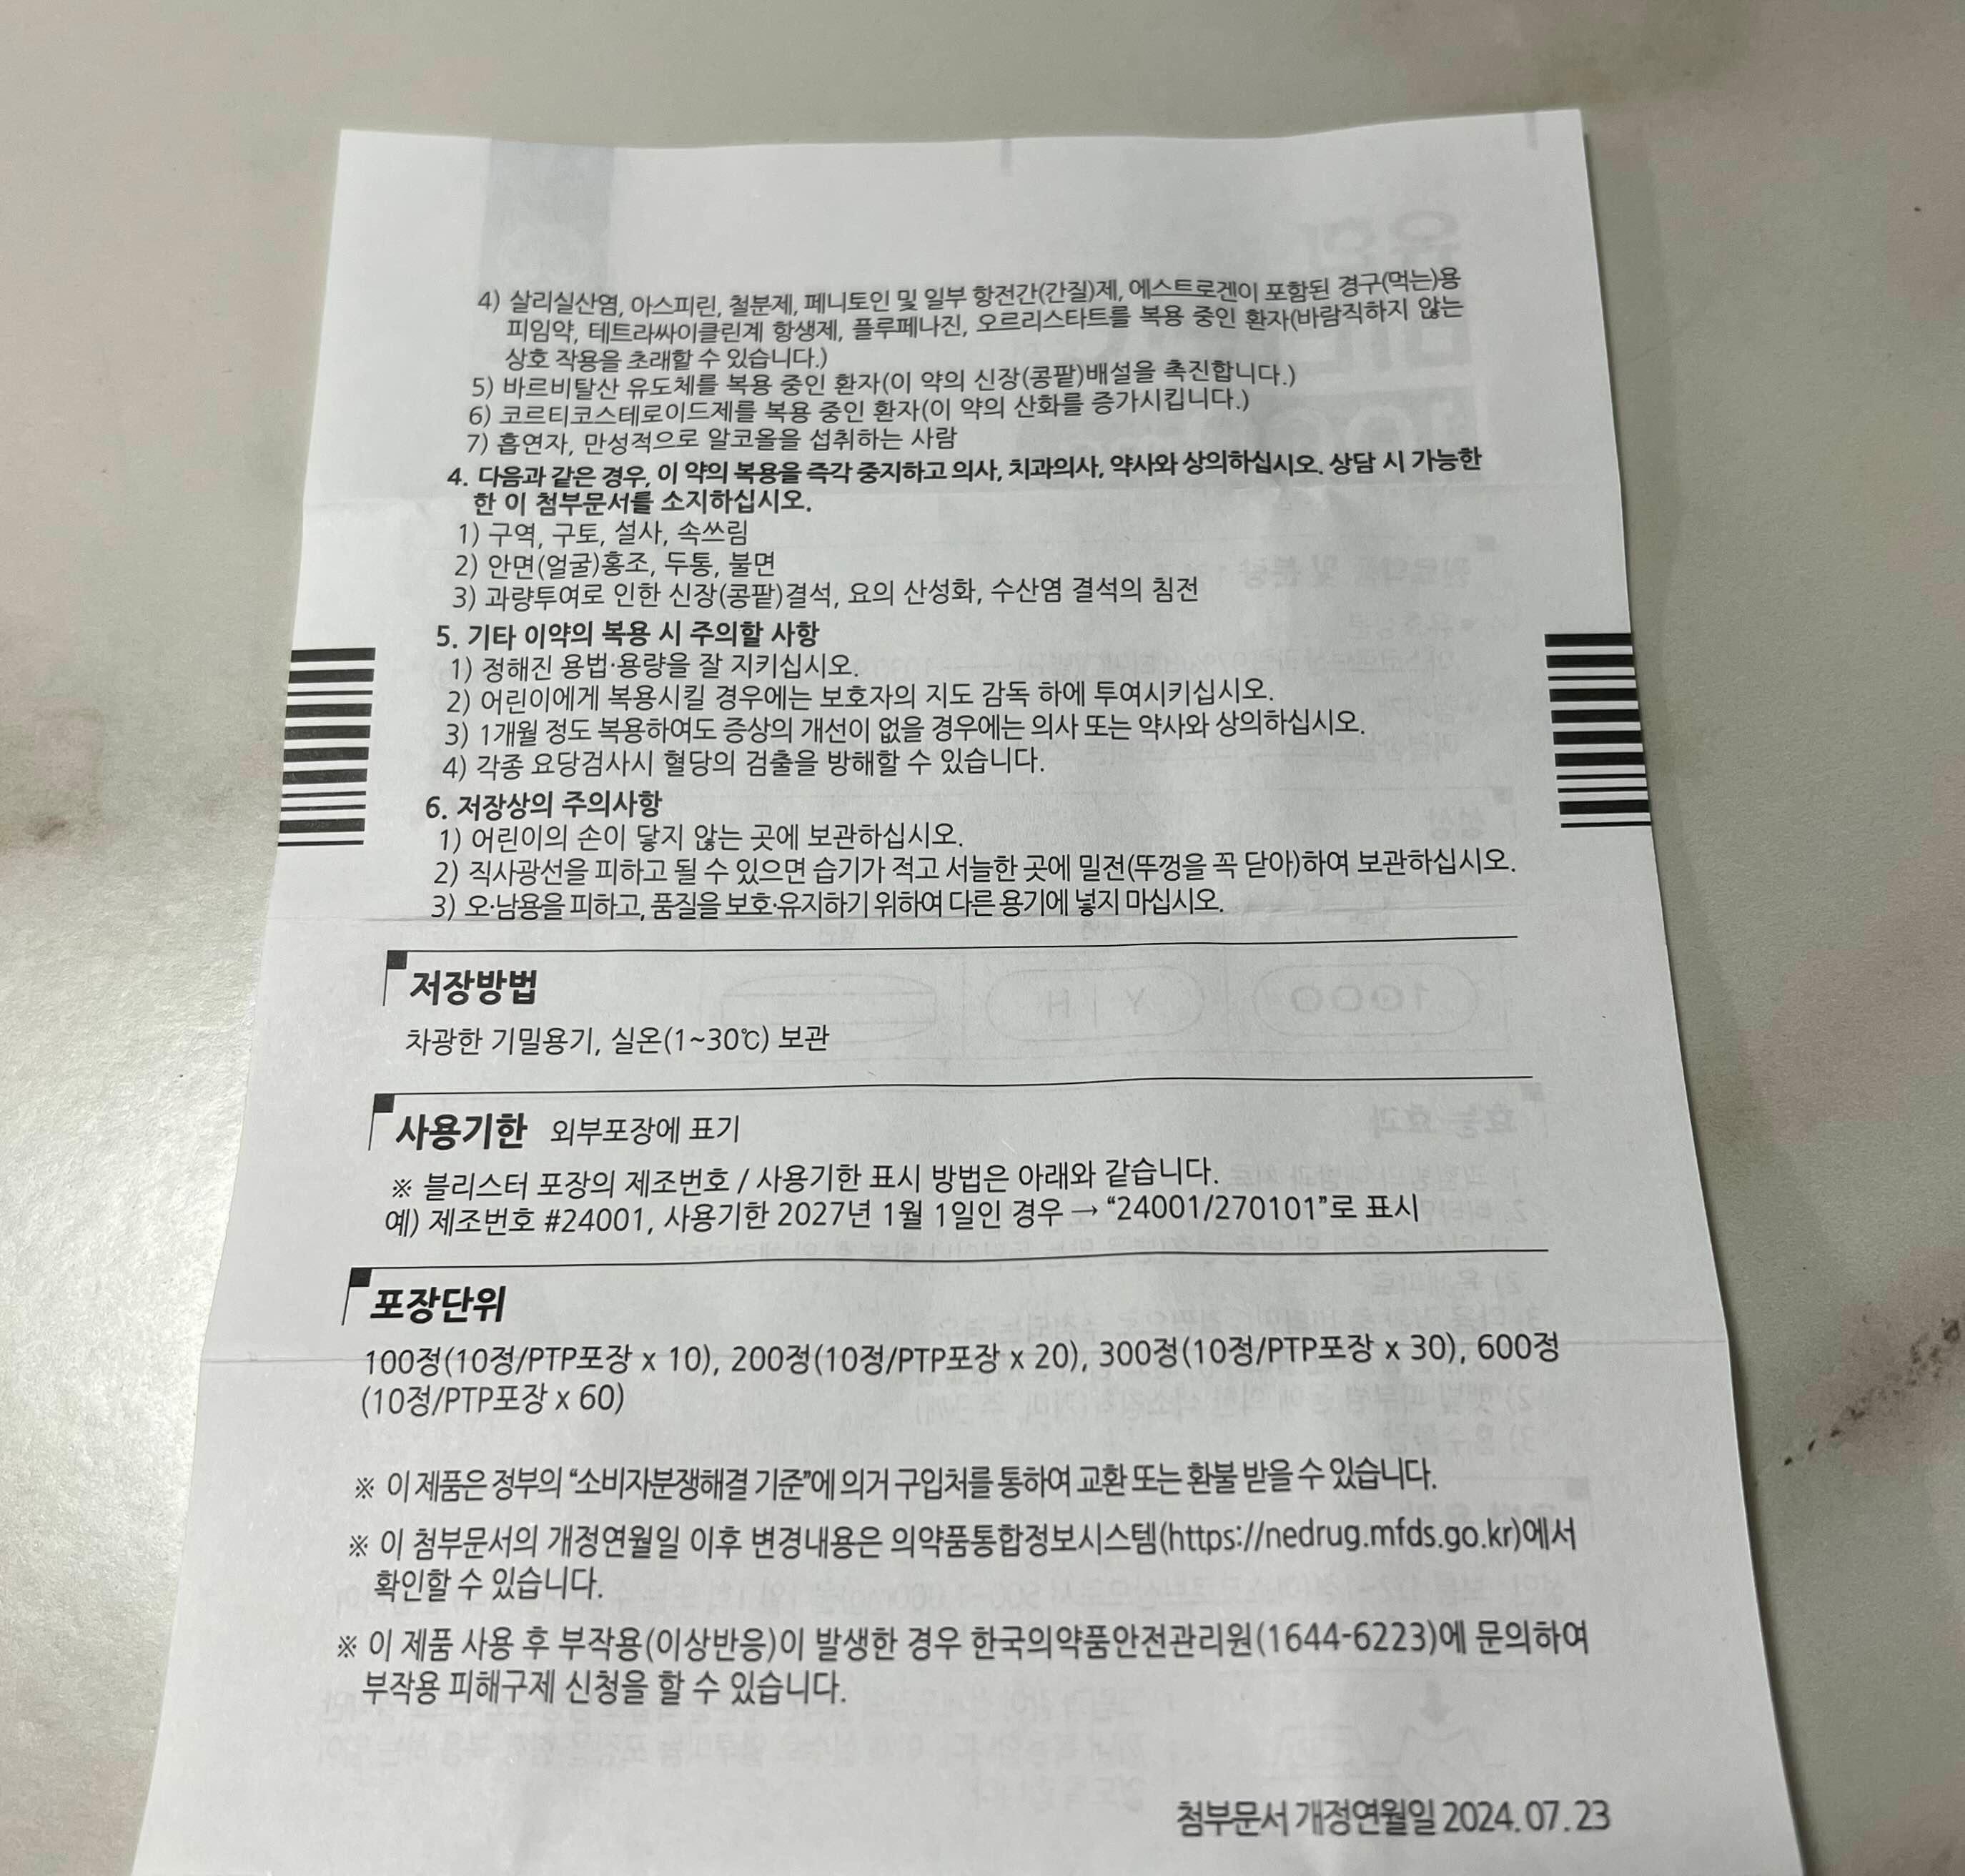 4) 살리실산염, 아스피린, 철분제, 페니토인 및 일부 항전간(간질)제, 에스트로겐이 포함된 경구(먹는)용
피임약, 테트라싸이클린계 항생제, 플루페나진, 오르리스타트를 복용 중인 환자(바람직하지 않는
상호 작용을 초래할 수 있습니다.)
5) 바르비탈산 유도체를 복용 중인 환자(이 약의 신장(콩팥)배설을 촉진합니다.)
6) 코르티코스테로이드제를 복용 중인 환자(이 약의 산화를 증가시킵니다.)
7) 흡연자, 만성적으로 알코올을 섭취하는 사람
4. 다음과 같은 경우, 이 약의 복용을 즉각 중지하고 의사, 치과의사, 약사와 상의하십시오. 상담 시 가능한
한 이 첨부문서를 소지하십시오.
1) 구역, 구토, 설사, 속쓰림
2) 안면(얼굴)홍조, 두통, 불면
3) 과량투여로 인한 신장(콩팥)결석, 요의 산성화, 수산염 결석의 침전
5. 기타 이약의 복용 시 주의할 사항
1) 정해진 용법·용량을 잘 지키십시오.
2) 어린이에게 복용시킬 경우에는 보호자의 지도 감독 하에 투여시키십시오.
3) 1개월 정도 복용하여도 증상의 개선이 없을 경우에는 의사 또는 약사와 상의하십시오.
4) 각종 요당검사시 혈당의 검출을 방해할 수 있습니다.
6. 저장상의 주의사항
1) 어린이의 손이 닿지 않는 곳에 보관하십시오.
2) 직사광선을 피하고 될 수 있으면 습기가 적고 서늘한 곳에 밀전(뚜껑을 꼭 닫아)하여 보관하십시오.
3) 오·남용을 피하고, 품질을 보호·유지하기 위하여 다른 용기에 넣지 마십시오.
저장방법
차광한 기밀용기, 실온(1~30℃) 보관
사용기한 외부포장에 표기
※ 블리스터 포장의 제조번호 / 사용기한 표시 방법은 아래와 같습니다.
예) 제조번호 #24001, 사용기한 2027년 1월 1일인 경우 → “24001/270101”로 표시
포장단위
100정(10정/PTP포장 x 10), 200정(10정/PTP포장 x 20), 300정(10정/PTP포장 x 30), 600정
(10정/PTP포장 x 60)
※ 이 제품은 정부의 “소비자분쟁해결 기준”에 의거 구입처를 통하여 교환 또는 환불 받을 수 있습니다.
※ 이 첨부문서의 개정연월일 이후 변경내용은 의약품통합정보시스템(https://nedrug.mfds.go.kr)에서
확인할 수 있습니다.
※ 이 제품 사용 후 부작용(이상반응)이 발생한 경우 한국의약품안전관리원(1644-6223)에 문의하여
부작용 피해구제 신청을 할 수 있습니다.
첨부문서 개정연월일 2024. 07. 23